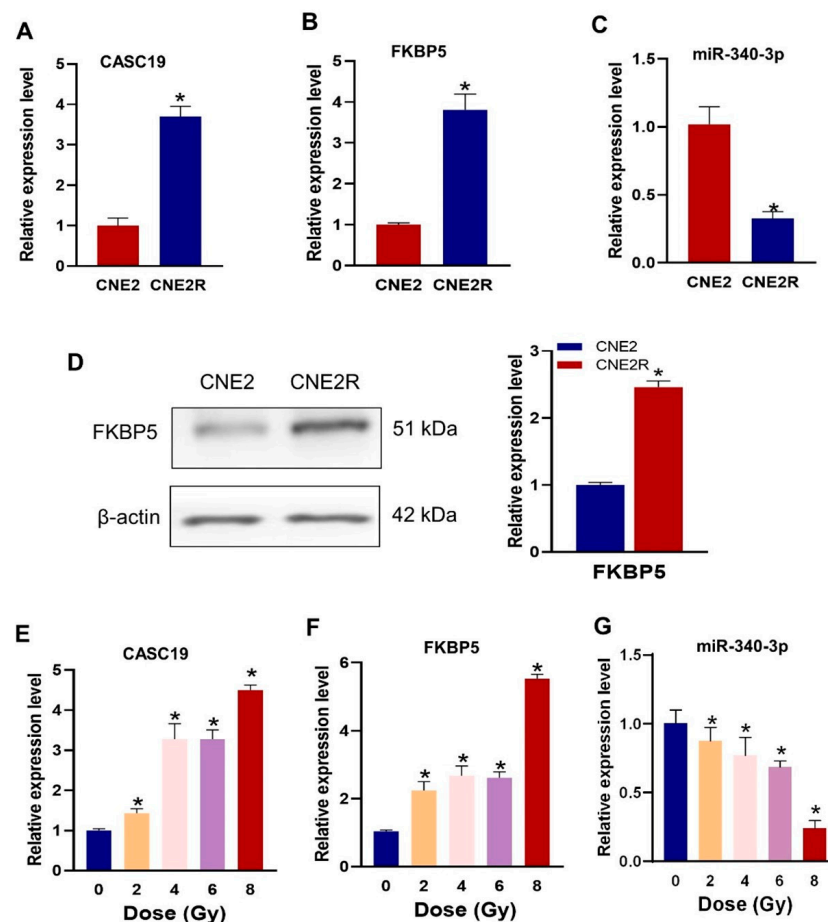 A
CASC19
Relative expression level
5
4
3
2
1
0
*
CNE2 CNE2R
B
FKBP5
Relative expression level
5
4
3
2
1
0
*
CNE2 CNE2R
C
miR-340-3p
Relative expression level
1.5
1.0
0.5
0.0
*
CNE2 CNE2R
D
CNE2 CNE2R
FKBP5 51 kDa
β-actin 42 kDa
CNE2
CNE2R
Relative expression level
3
2
1
0
*
FKBP5
E
CASC19
Relative expression level
5
4
3
2
1
0
* * * *
0 2 4 6 8
Dose (Gy)
F
FKBP5
Relative expression level
6
4
2
0
* * * *
0 2 4 6 8
Dose (Gy)
G
miR-340-3p
Relative expression level
1.5
1.0
0.5
0.0
* * * *
0 2 4 6 8
Dose (Gy)